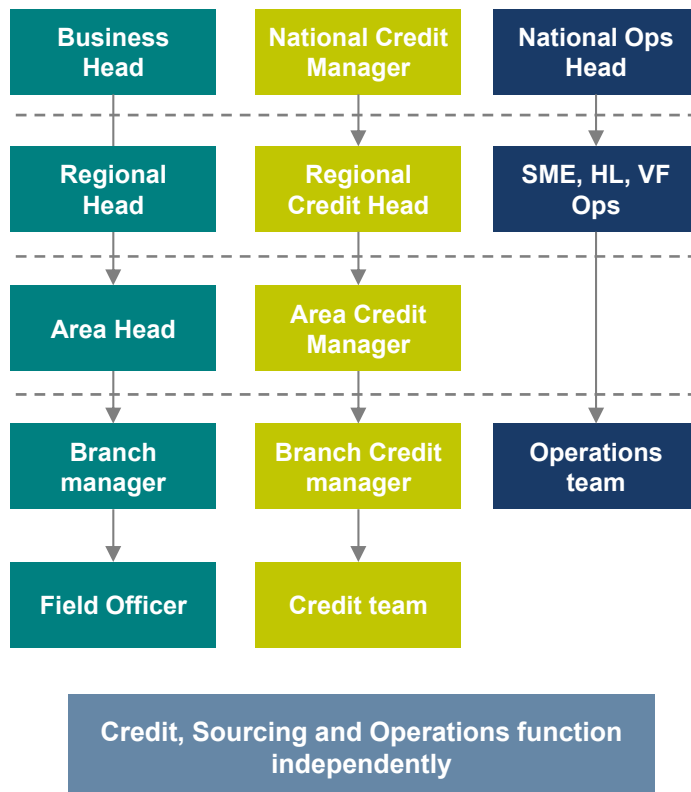 Business
Head
National Credit
Manager
National Ops
Head
Regional
Head
Regional
Credit Head
SME, HL, VF
Ops
Area Head
Area Credit
Manager
Branch
manager
Branch Credit
manager
Operations
team
Field Officer
Credit team
Credit, Sourcing and Operations function
independently